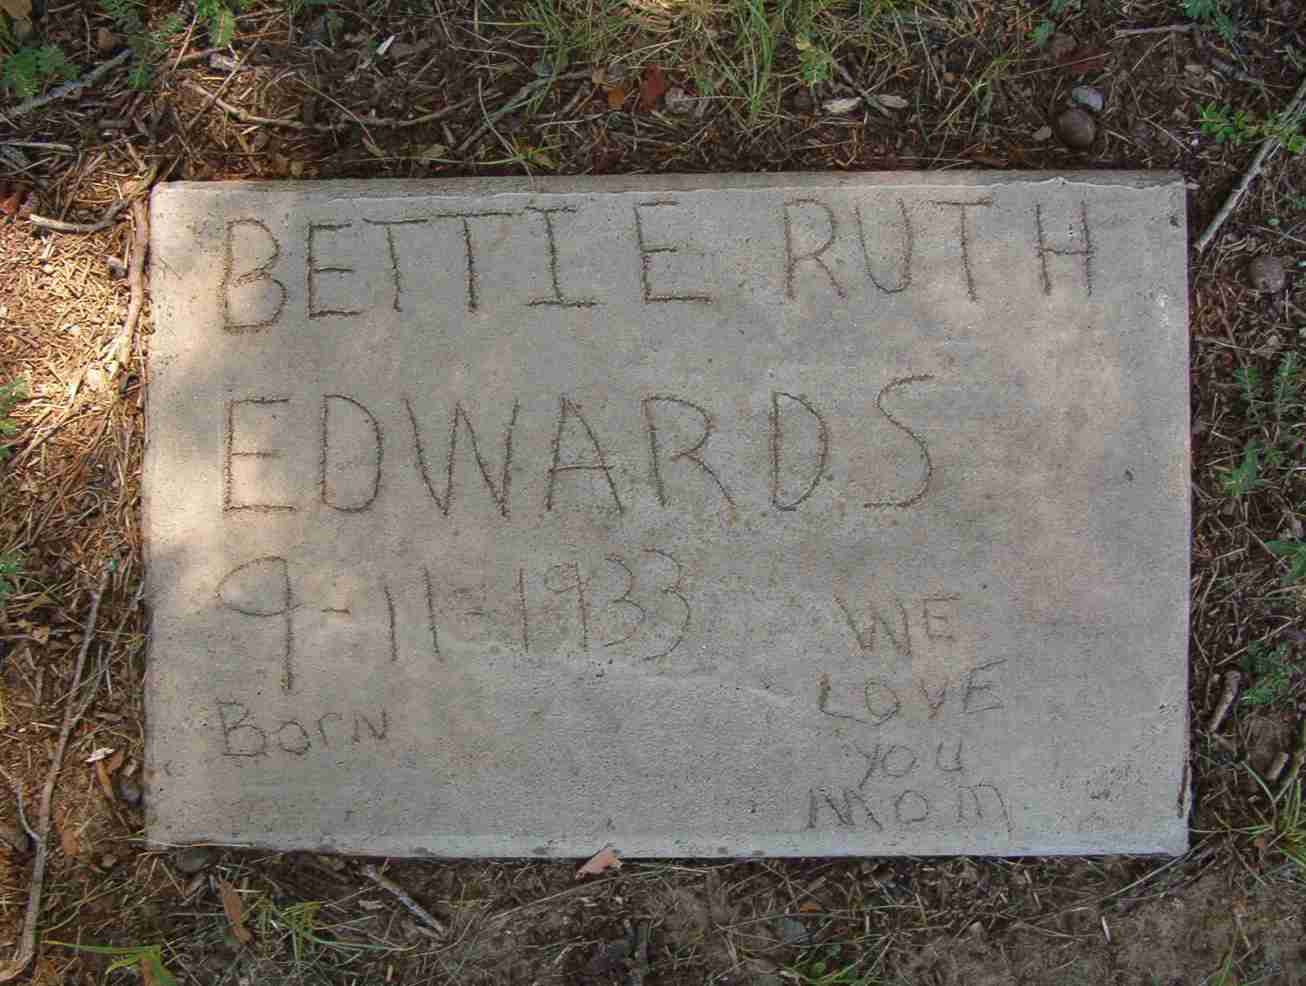 BETTIE RUTH
EDWARDS
9-11-1933
Born
WE
LOVE
YOU
MOM